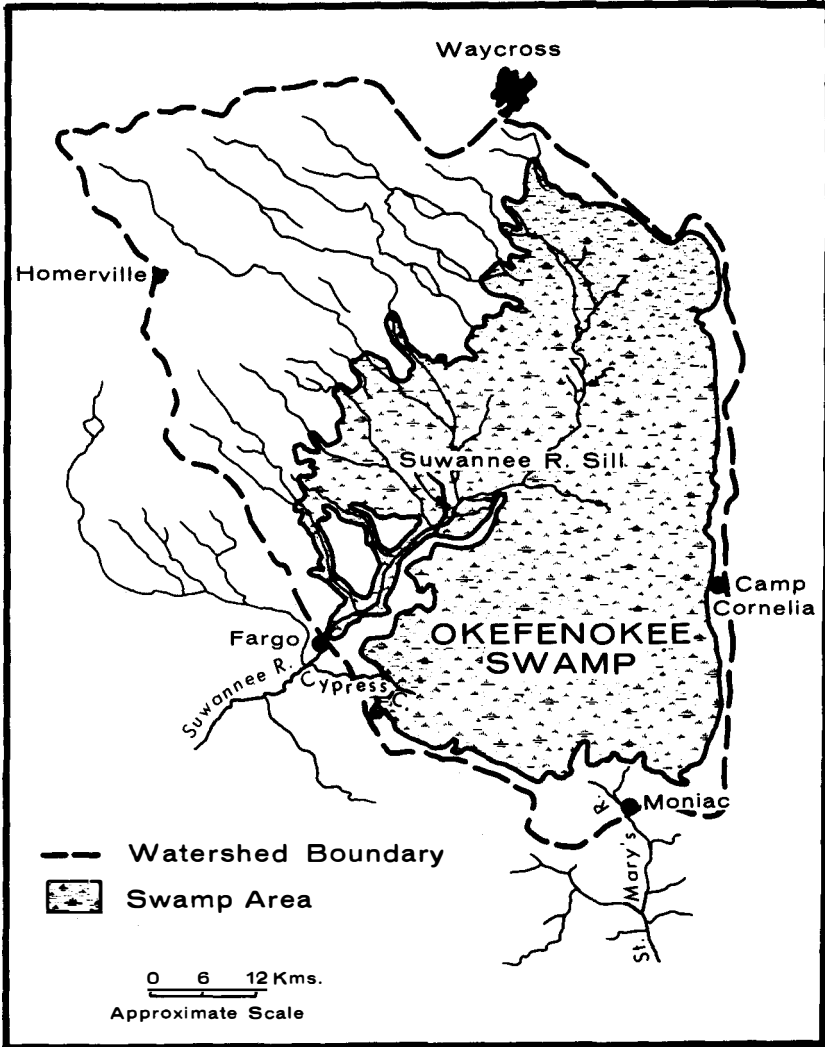 Waycross
Homerville
Suwannee R. Sill
Camp
Cornelia
OKEFENOKEE
SWAMP
Fargo
Suwannee R.
Cypress C.
Moniac
St. Mary's R.
Watershed Boundary
Swamp Area
0 6 12 Kms.
Approximate Scale